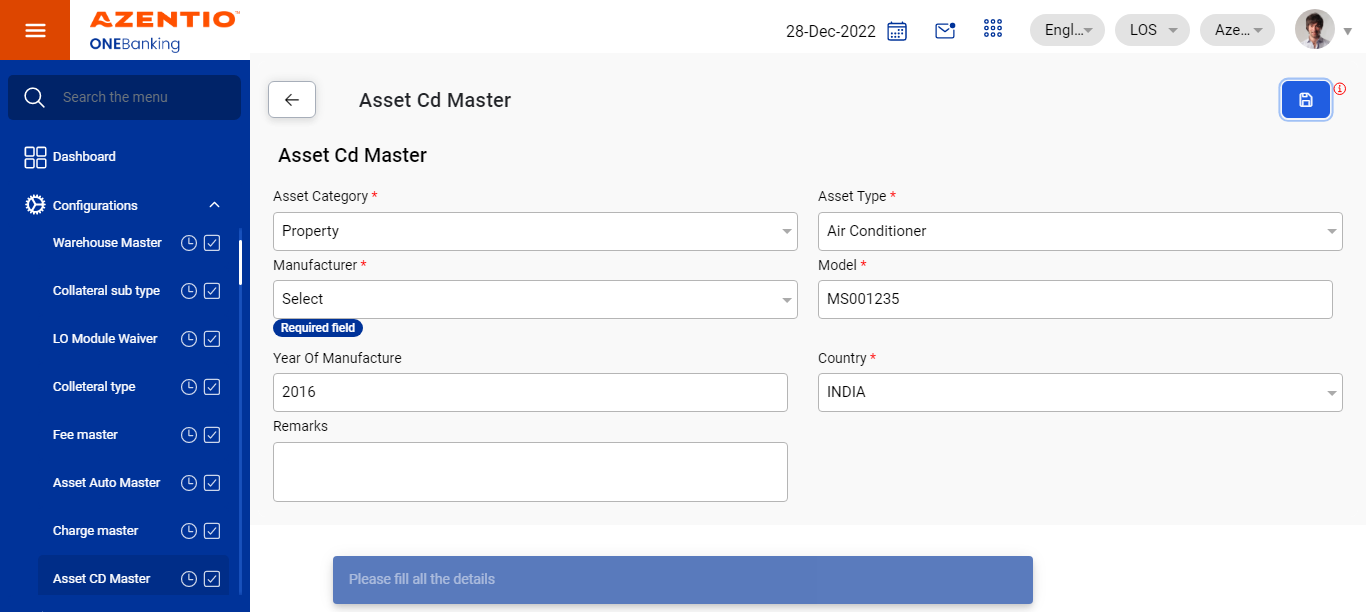 AZENTIO™
ONEBanking
28-Dec-2022
Engl...
LOS
Aze...
Search the menu
Dashboard
Configurations
Warehouse Master
Collateral sub type
LO Module Waiver
Colleteral type
Fee master
Asset Auto Master
Charge master
Asset CD Master
Asset Cd Master
Asset Cd Master
Asset Category *
Asset Type *
Property
Air Conditioner
Manufacturer *
Model *
Select
MS001235
Required field
Year Of Manufacture
Country *
2016
INDIA
Remarks
Please fill all the details